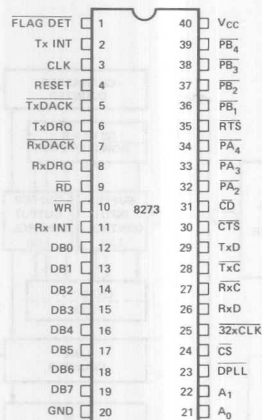 FLAG DET 1 40 VCC
Tx INT 2 39 PB4
CLK 3 38 PB3
RESET 4 37 PB2
TxDACK 5 36 PB1
TxDRQ 6 35 RTS
RxDACK 7 34 PA4
RxDRQ 8 33 PA3
RD 9 32 PA2
WR 10 8273 31 CD
Rx INT 11 30 CTS
DB0 12 29 TxD
DB1 13 28 TxC
DB2 14 27 RxC
DB3 15 26 RxD
DB4 16 25 32xCLK
DB5 17 24 CS
DB6 18 23 DPLL
DB7 19 22 A1
GND 20 21 A0